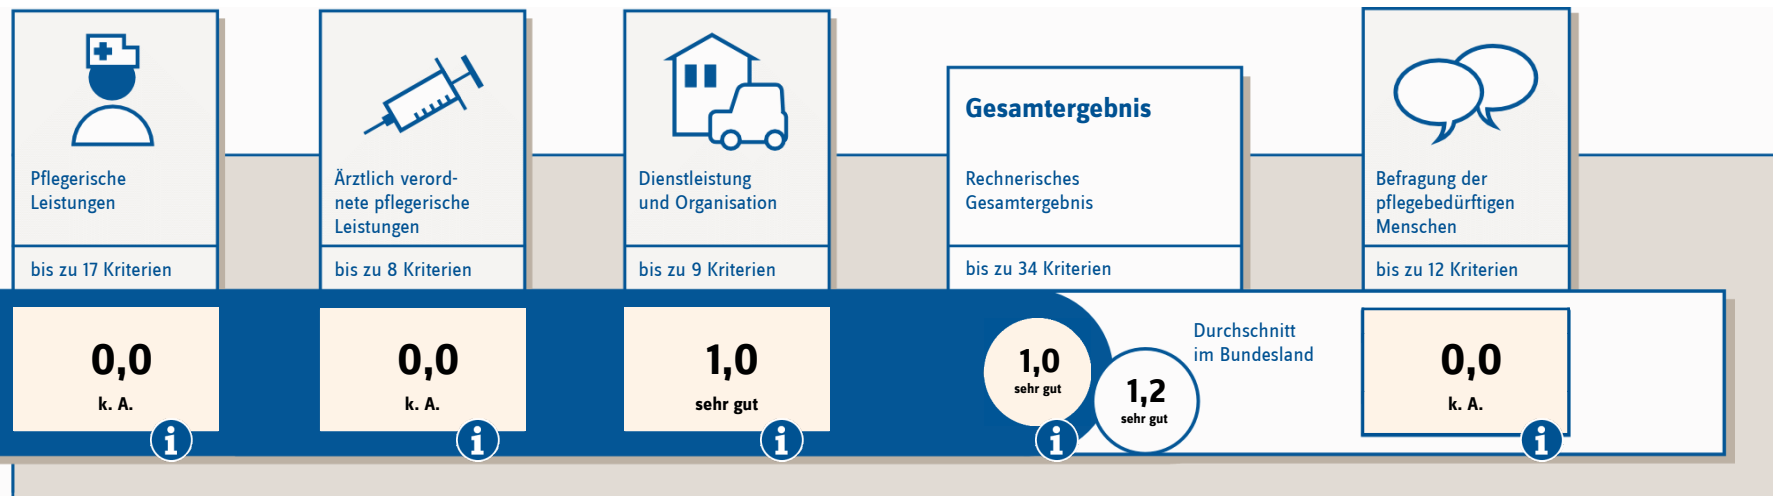 Pflegerische
Leistungen
bis zu 17 Kriterien
0,0
k. A.
i
Ärztlich verord-
nete pflegerische
Leistungen
bis zu 8 Kriterien
0,0
k. A.
i
Dienstleistung
und Organisation
bis zu 9 Kriterien
1,0
sehr gut
i
Gesamtergebnis
Rechnerisches
Gesamtergebnis
bis zu 34 Kriterien
1,0
sehr gut
i
1,2
sehr gut
Durchschnitt
im Bundesland
Befragung der
pflegebedürftigen
Menschen
bis zu 12 Kriterien
0,0
k. A.
i